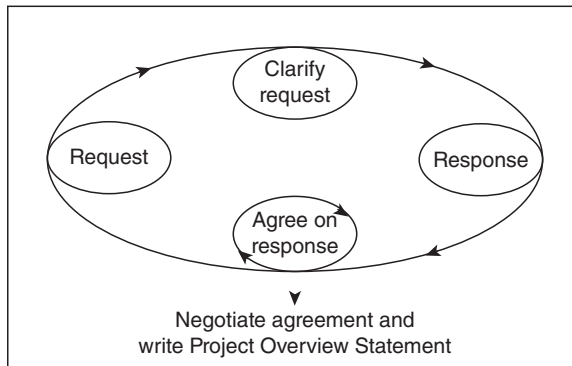 Clarify
request
Request
Response
Agree on
response
Negotiate agreement and
write Project Overview Statement